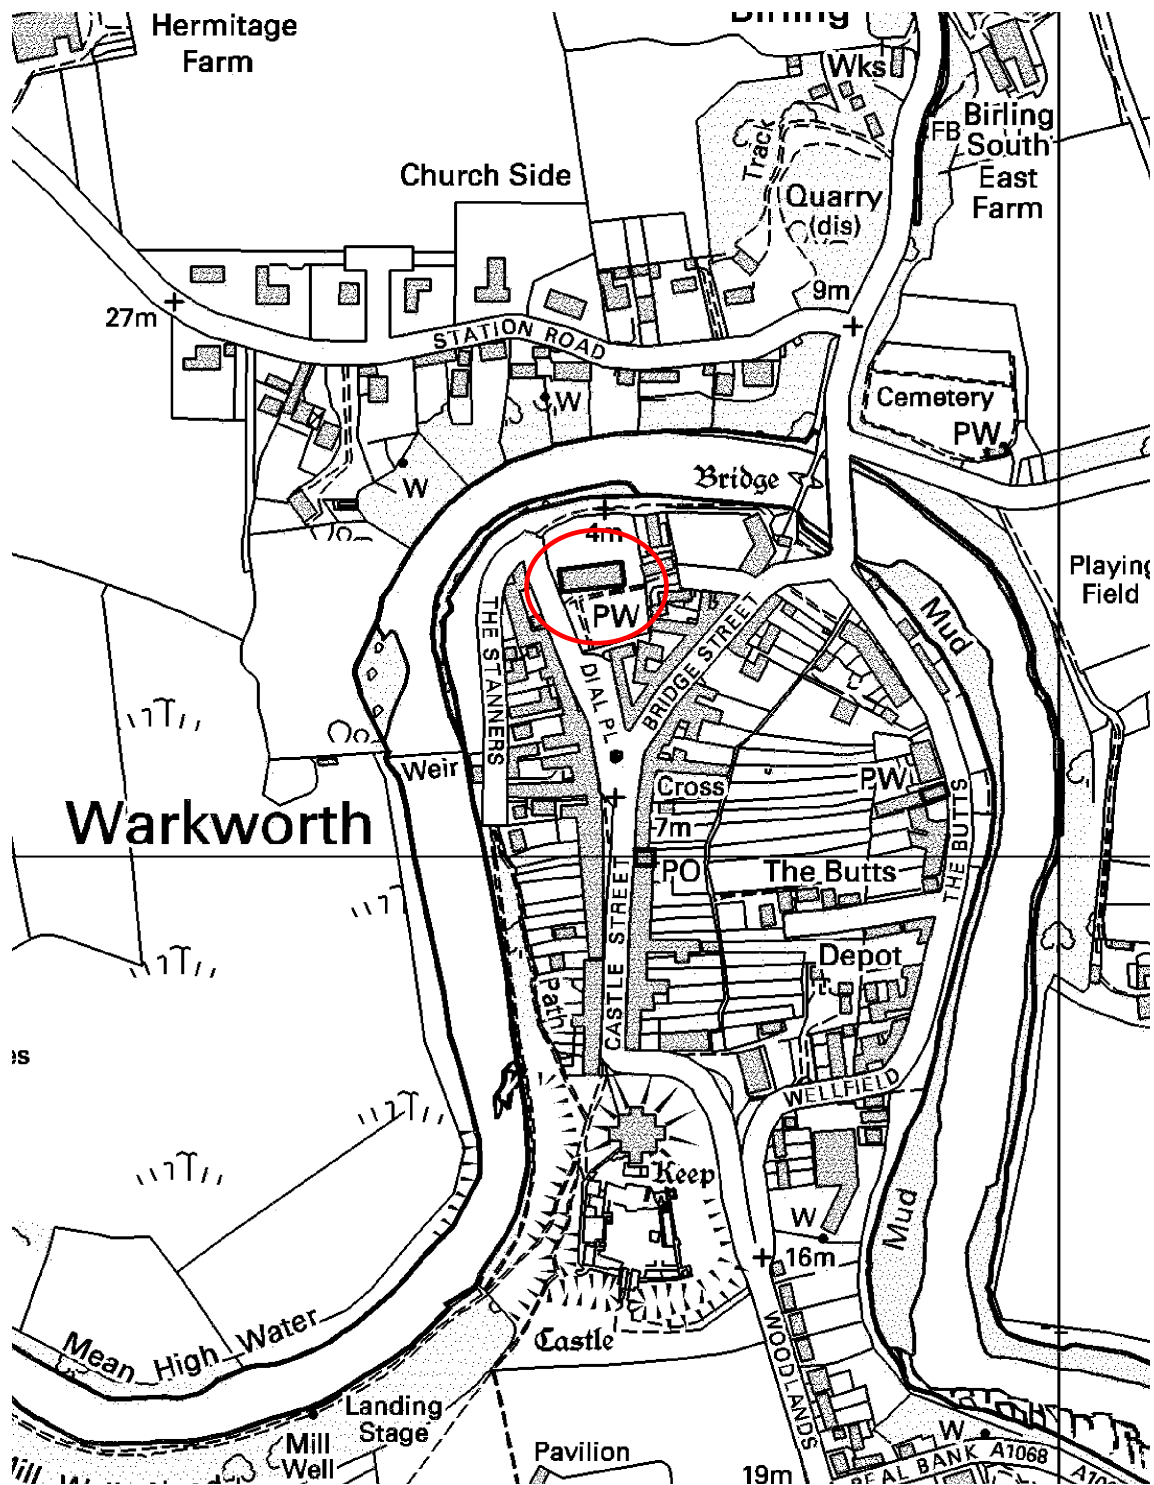 Hermitage
Farm
Birling
Wks
FB
Birling
South
East
Farm
Track
Church Side
Quarry
(dis)
9m
27m
STATION ROAD
Cemetery
PW
W
W
Bridge
4m
PW
Playing
Field
Mud
THE STANNERS
DIAL PL
BRIDGE STREET
Weir
Cross
PW
THE BUTTS
Warkworth
7m
PO
The Butts
CASTLE STREET
Depot
Path
es
WELLFIELD
Keep
W
16m
Mud
Castle
Mean High Water
WOODLANDS
Landing
Stage
Mill
Well
Pavilion
19m
W
BEAL BANK A1068